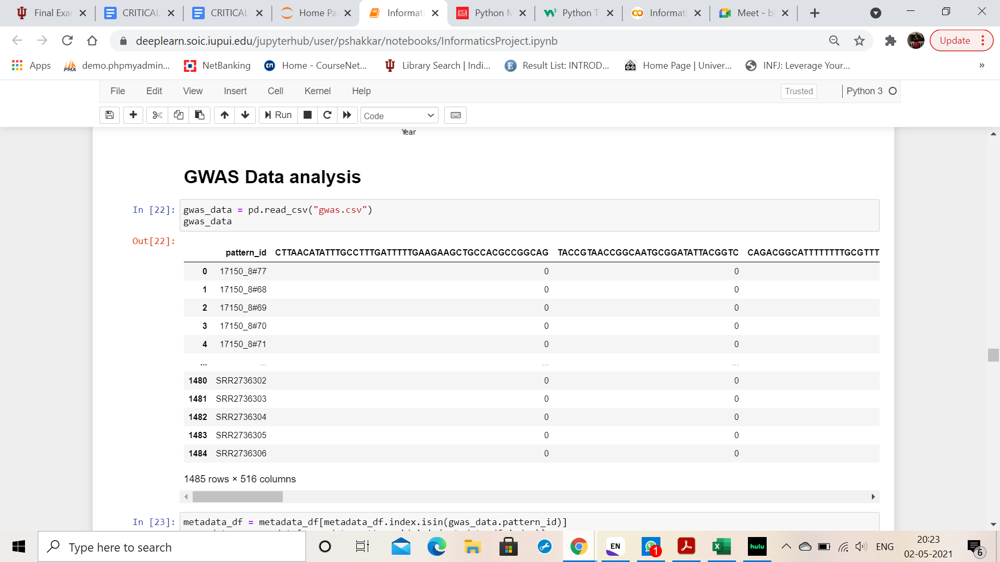 Final Exa
CRITICAL
CRITICAL
Home Pa
Informati
Python M
Python T
Informati
Meet - b
deeplearn.soic.iupui.edu/jupyterhub/user/pshakkar/notebooks/InformaticsProject.ipynb
Update
Apps
demo.phpmyadmin...
NetBanking
Home - CourseNet...
Library Search | Indi...
Result List: INTROD...
Home Page | Univer...
INFJ: Leverage Your...
»
File Edit View Insert Cell Kernel Help
Trusted
Python 3
Run
Code
Year
GWAS Data analysis
In [22]:
gwas_data = pd.read_csv("gwas.csv")
gwas_data
Out[22]:
pattern_id CTTAACATATTTGCCTTTGATTTTTGAAGAAGCTGCCACGCCGGCAG TACCGTAACCGGCAATGCGGATATTACGGTC CAGACGGCATTTTTTTTGCGTTT
0 17150_8#77 0 0
1 17150_8#68 0 0
2 17150_8#69 0 0
3 17150_8#70 0 0
4 17150_8#71 0 0
... ... ... ...
1480 SRR2736302 0 0
1481 SRR2736303 0 0
1482 SRR2736304 0 0
1483 SRR2736305 0 0
1484 SRR2736306 0 0
1485 rows × 516 columns
In [23]:
metadata_df = metadata_df[metadata_df.index.isin(gwas_data.pattern_id)]
Type here to search
EN
1
hulu
ENG
20:23
02-05-2021
6